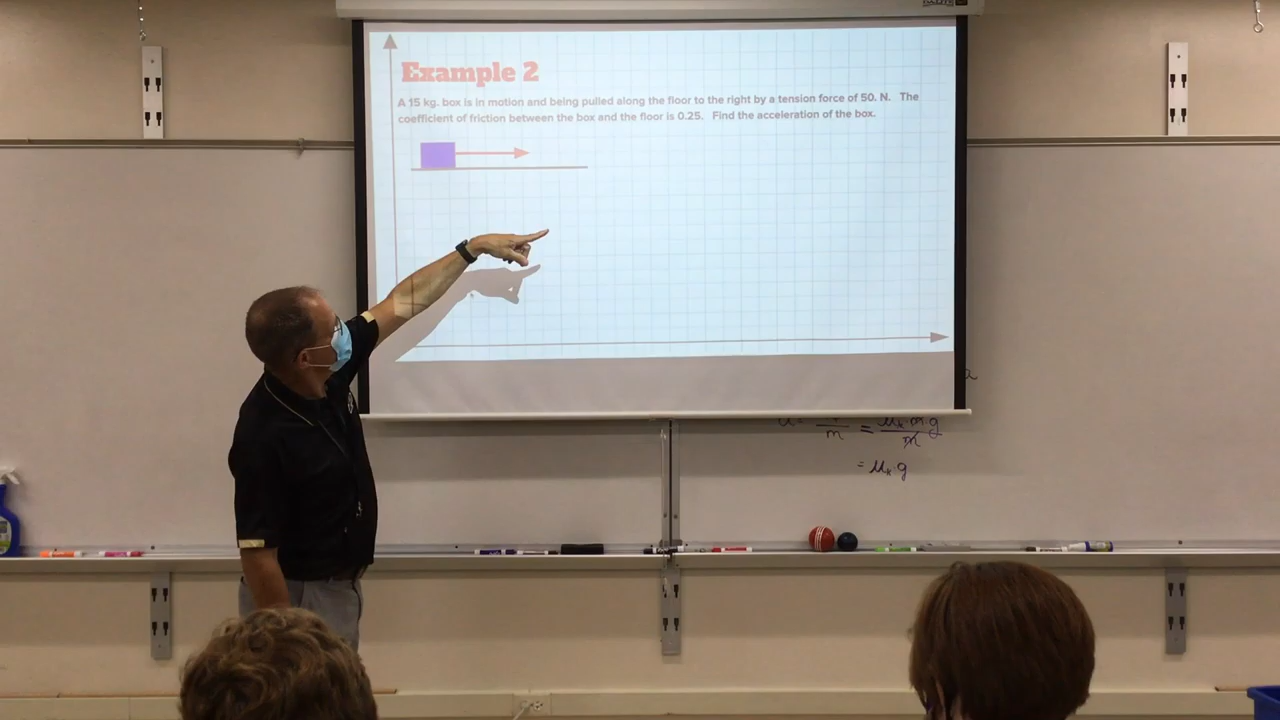 Example 2
A 15 kg. box is in motion and being pulled along the floor to the right by a tension force of 50. N. The
coefficient of friction between the box and the floor is 0.25. Find the acceleration of the box.
m = μₖ·m·g
m
= μₖ·g